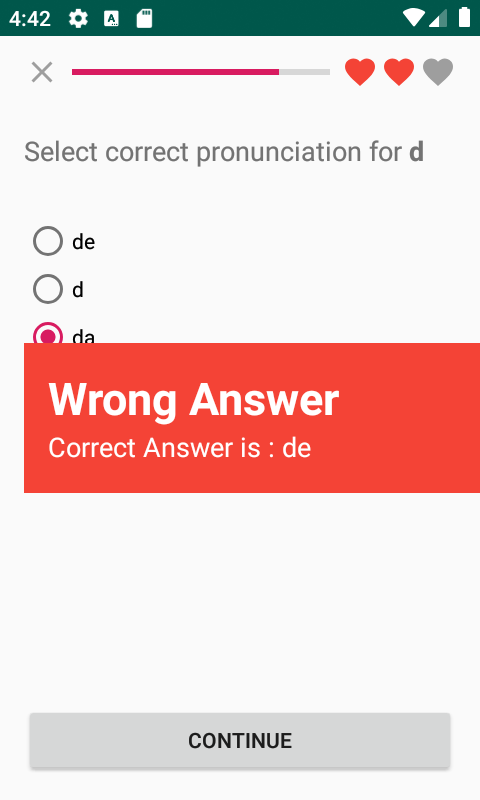 4:42
Select correct pronunciation for d
de
d
da
Wrong Answer
Correct Answer is : de
CONTINUE